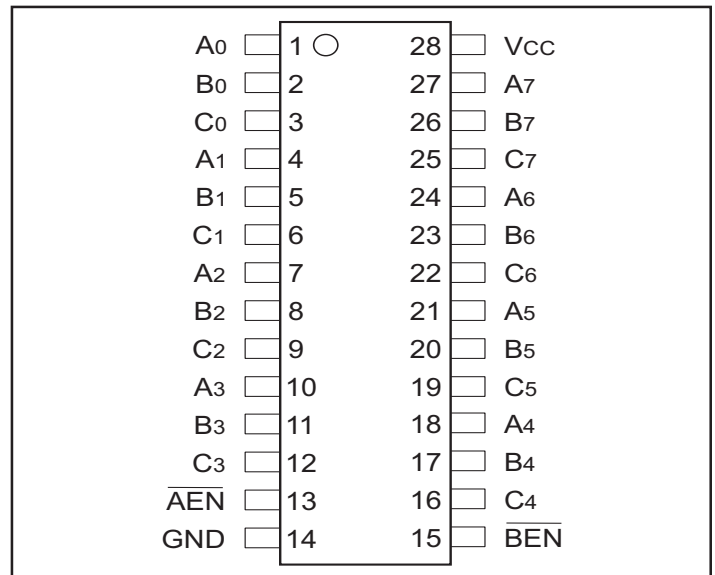 A0 1 28 VCC
B0 2 27 A7
C0 3 26 B7
A1 4 25 C7
B1 5 24 A6
C1 6 23 B6
A2 7 22 C6
B2 8 21 A5
C2 9 20 B5
A3 10 19 C5
B3 11 18 A4
C3 12 17 B4
A̅E̅N̅ 13 16 C4
GND 14 15 B̅E̅N̅